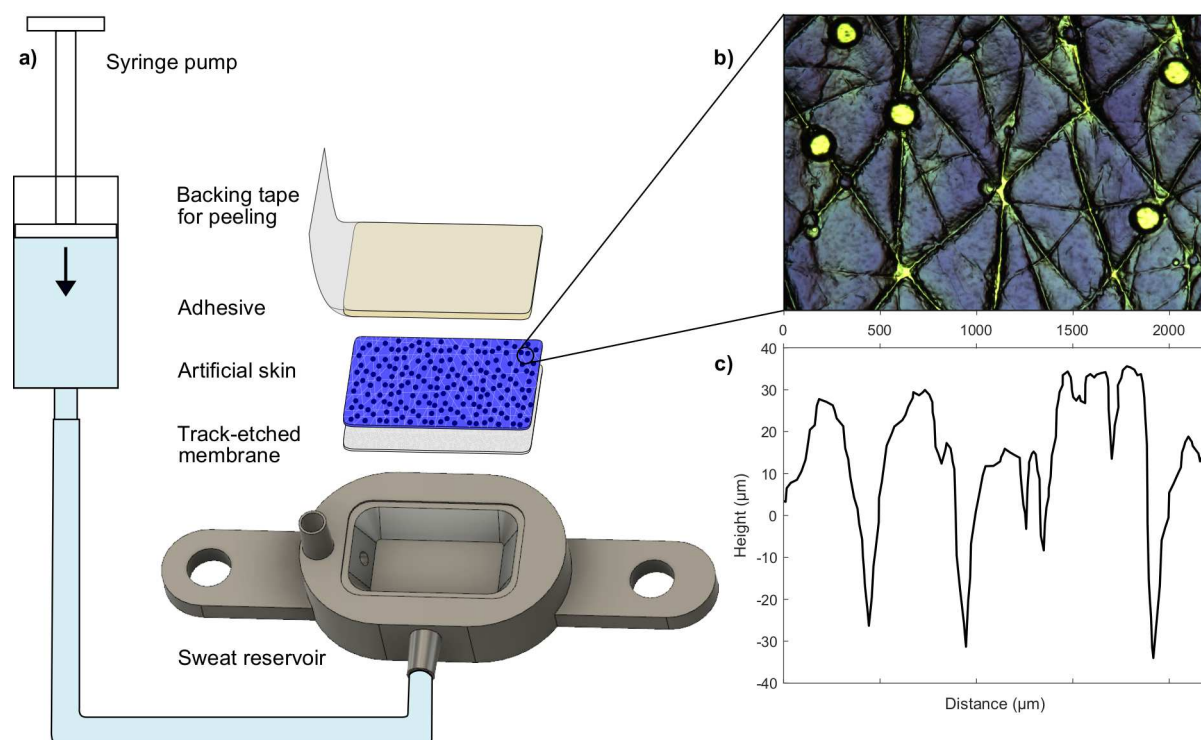 a)
Syringe pump
Backing tape
for peeling
Adhesive
Artificial skin
Track-etched
membrane
Sweat reservoir
b)
0 500 1000 1500 2000
c)
40
30
20
10
0
-10
-20
-30
-40
Height (µm)
Distance (µm)